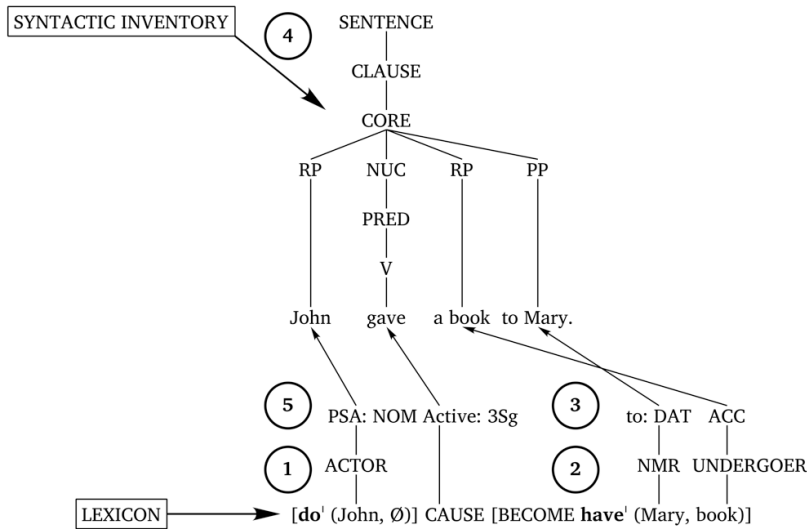 SYNTACTIC INVENTORY 4 SENTENCE
CLAUSE
CORE
RP NUC RP PP
PRED
V
John gave a book to Mary.
5 PSA: NOM Active: 3Sg 3 to: DAT ACC
1 ACTOR 2 NMR UNDERGOER
LEXICON [do' (John, Ø)] CAUSE [BECOME have' (Mary, book)]